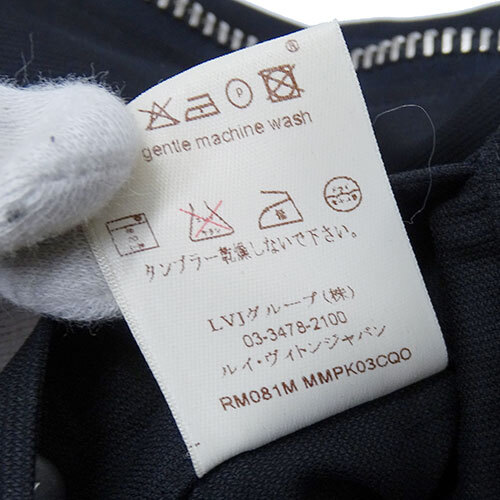 ®
P
gentle machine wash
タンブラー乾燥しないで下さい。
LVJグループ(株)
03-3478-2100
ルイ・ヴィトンジャパン
RM081M MMPK03CQO